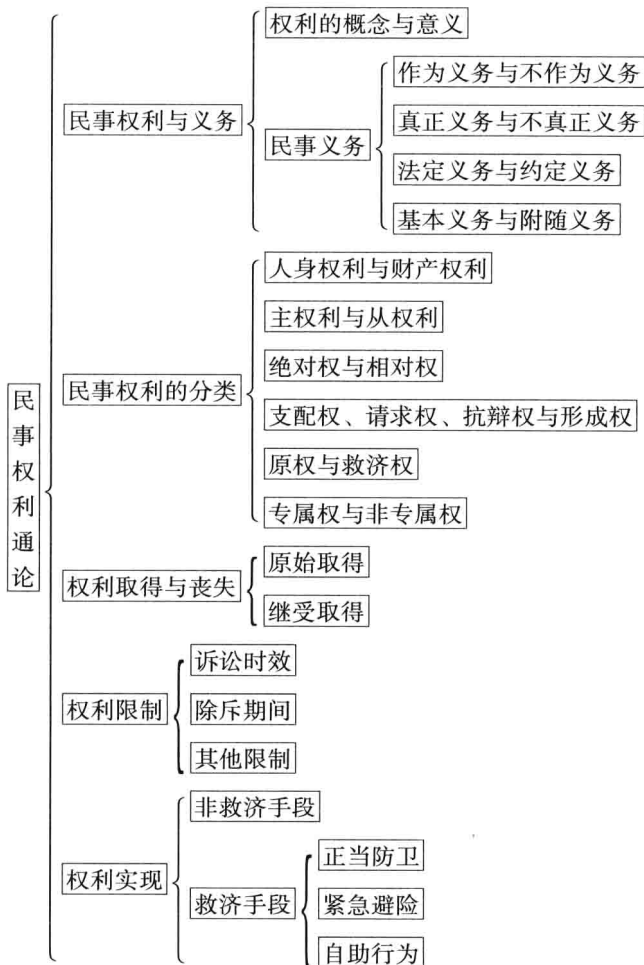 民事权利通论
民事权利与义务
权利的概念与意义
民事义务
作为义务与不作为义务
真正义务与不真正义务
法定义务与约定义务
基本义务与附随义务
民事权利的分类
人身权利与财产权利
主权利与从权利
绝对权与相对权
支配权、请求权、抗辩权与形成权
原权与救济权
专属权与非专属权
权利取得与丧失
原始取得
继受取得
权利限制
诉讼时效
除斥期间
其他限制
权利实现
非救济手段
救济手段
正当防卫
紧急避险
自助行为